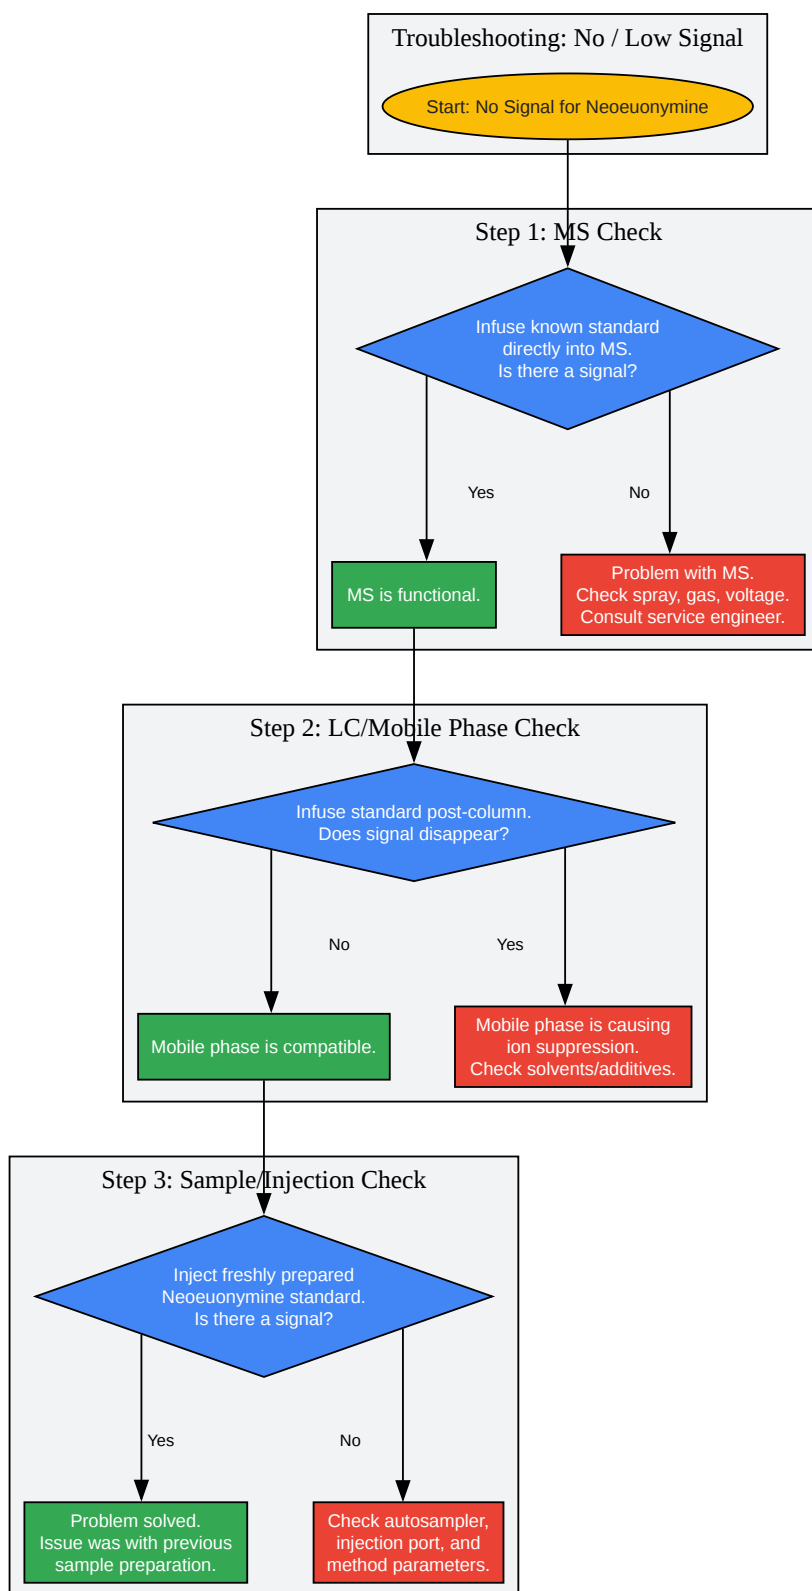 Troubleshooting: No / Low Signal
Start: No Signal for Neoeuonymine
Step 1: MS Check
Infuse known standard
directly into MS.
Is there a signal?
Yes
No
MS is functional.
Problem with MS.
Check spray, gas, voltage.
Consult service engineer.
Step 2: LC/Mobile Phase Check
Infuse standard post-column.
Does signal disappear?
No
Yes
Mobile phase is compatible.
Mobile phase is causing
ion suppression.
Check solvents/additives.
Step 3: Sample/Injection Check
Inject freshly prepared
Neoeuonymine standard.
Is there a signal?
Yes
No
Problem solved.
Issue was with previous
sample preparation.
Check autosampler,
injection port, and
method parameters.